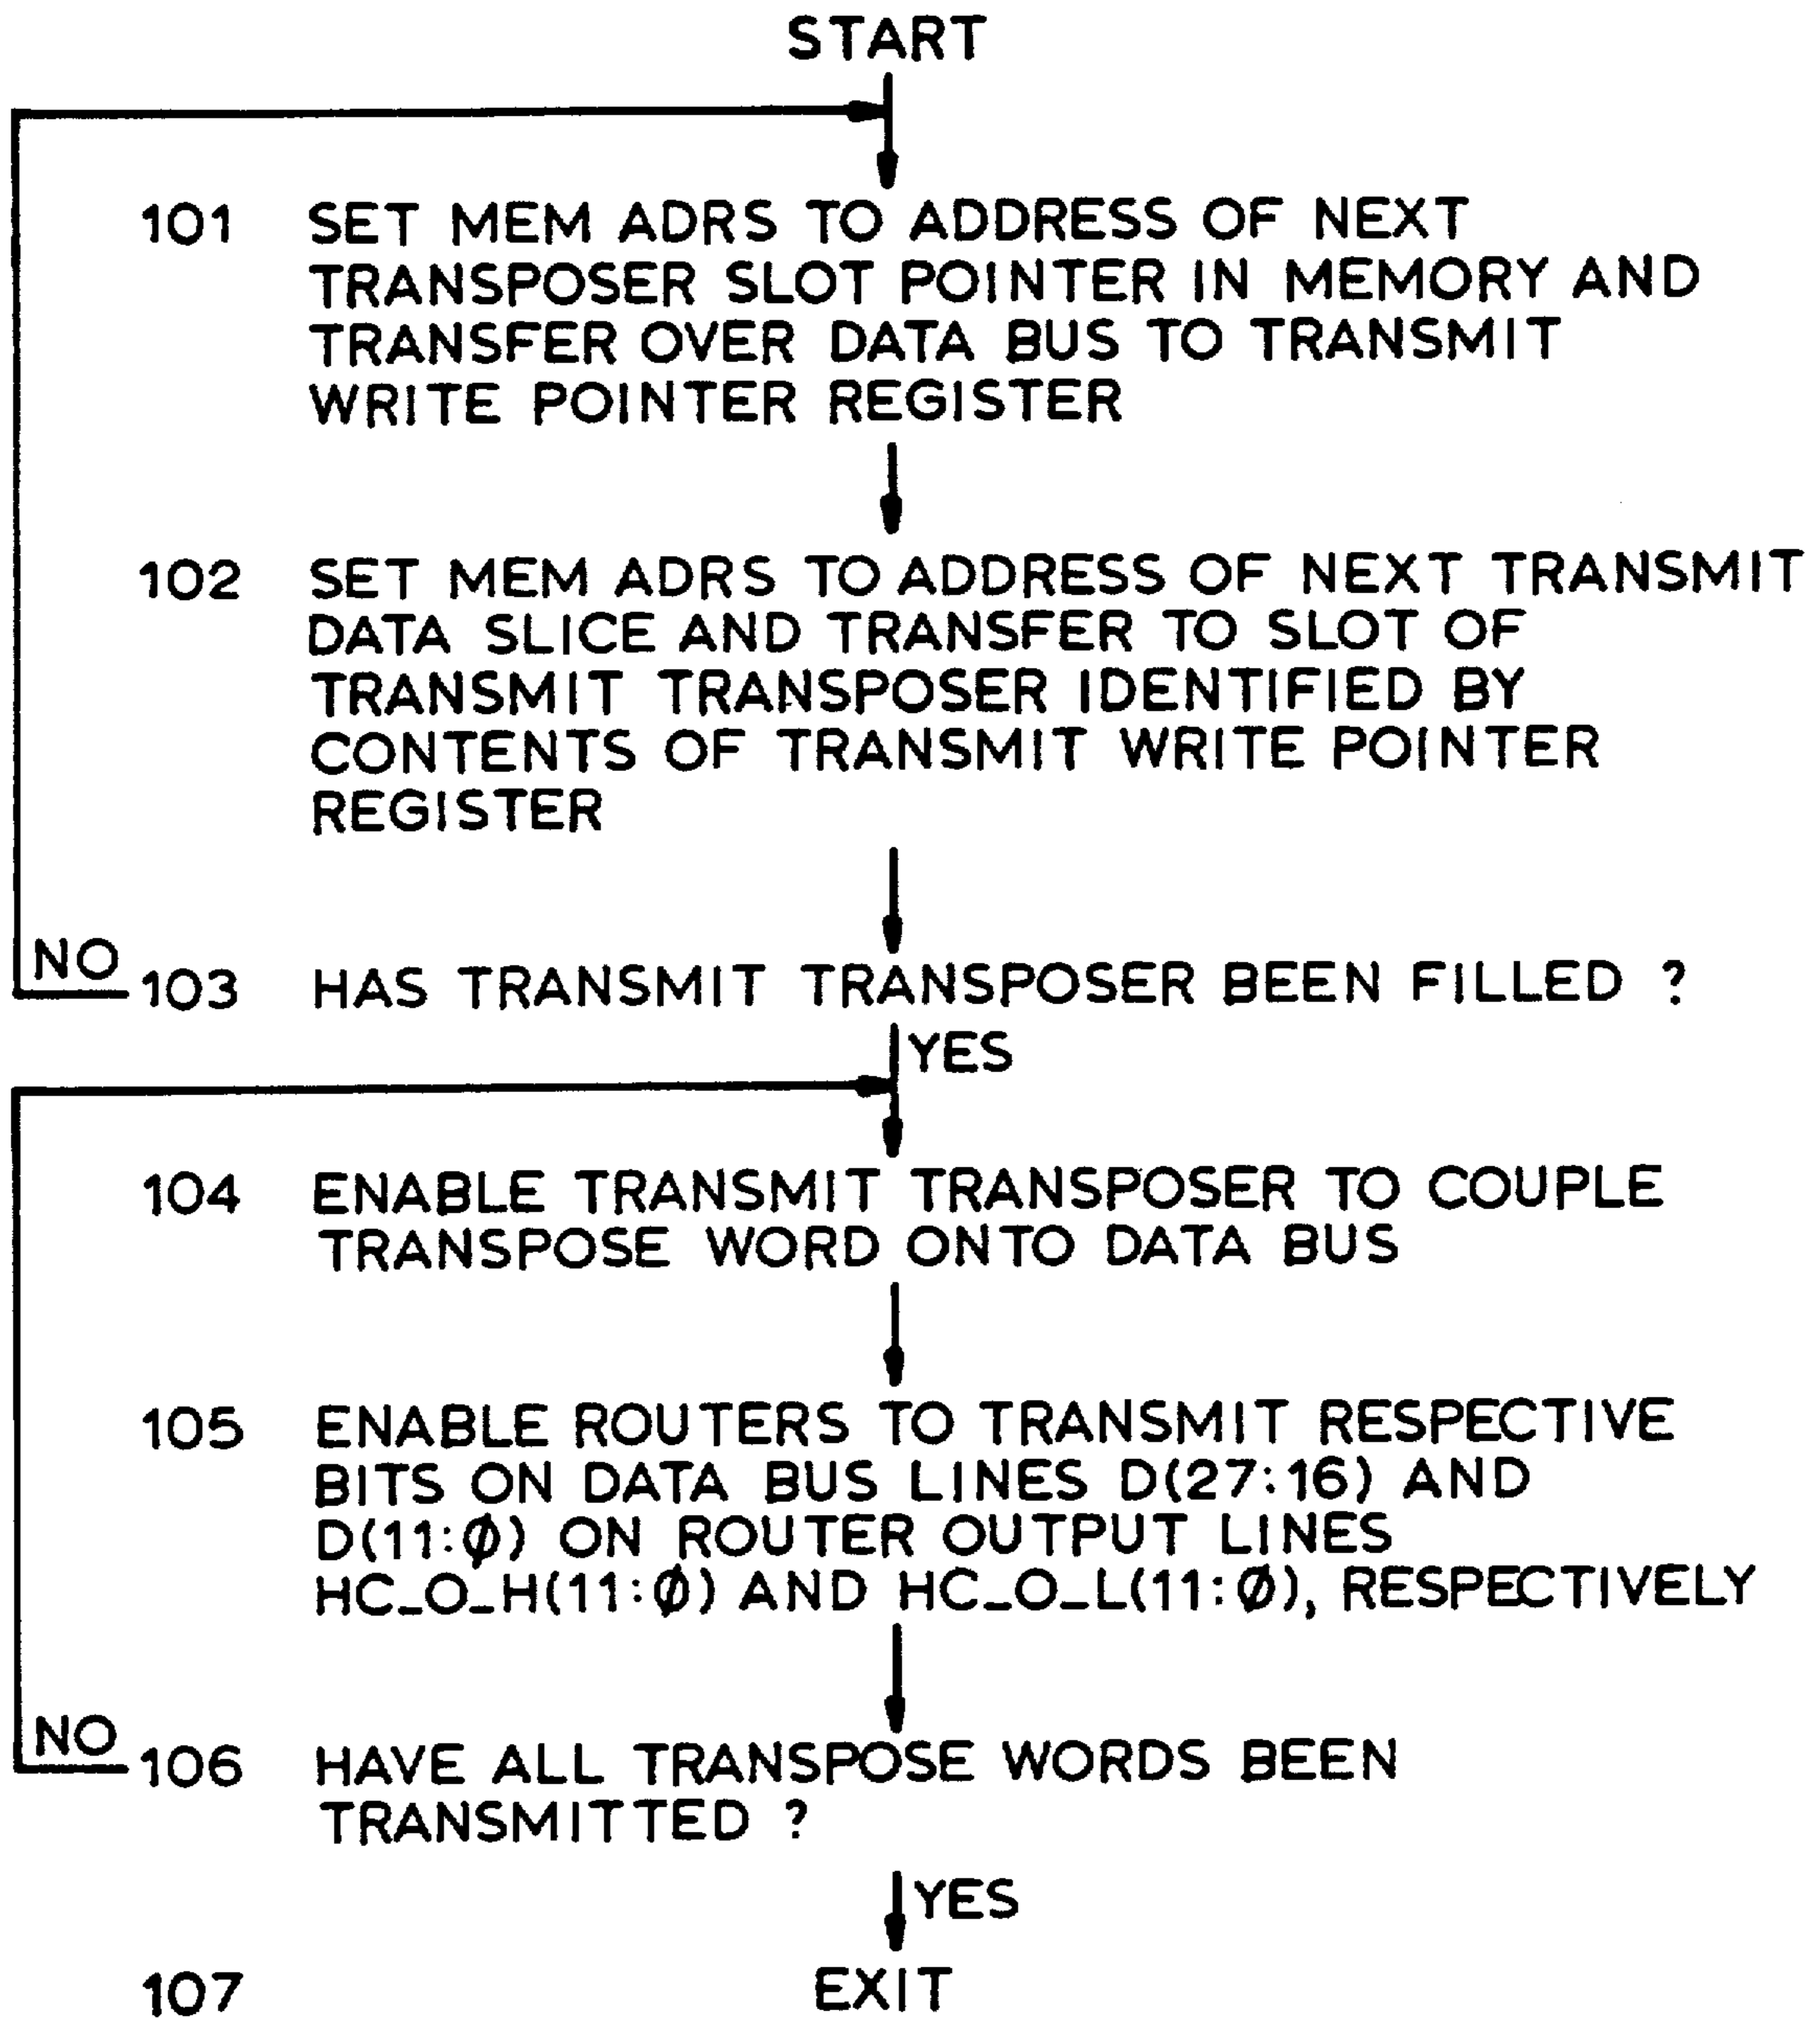 START
101 SET MEM ADRS TO ADDRESS OF NEXT
TRANSPOSER SLOT POINTER IN MEMORY AND
TRANSFER OVER DATA BUS TO TRANSMIT
WRITE POINTER REGISTER
102 SET MEM ADRS TO ADDRESS OF NEXT TRANSMIT
DATA SLICE AND TRANSFER TO SLOT OF
TRANSMIT TRANSPOSER IDENTIFIED BY
CONTENTS OF TRANSMIT WRITE POINTER
REGISTER
NO 103 HAS TRANSMIT TRANSPOSER BEEN FILLED ?
YES
104 ENABLE TRANSMIT TRANSPOSER TO COUPLE
TRANSPOSE WORD ONTO DATA BUS
105 ENABLE ROUTERS TO TRANSMIT RESPECTIVE
BITS ON DATA BUS LINES D(27:16) AND
D(11:Ø) ON ROUTER OUTPUT LINES
HC_O_H(11:Ø) AND HC_O_L(11:Ø), RESPECTIVELY
NO 106 HAVE ALL TRANSPOSE WORDS BEEN
TRANSMITTED ?
YES
107 EXIT